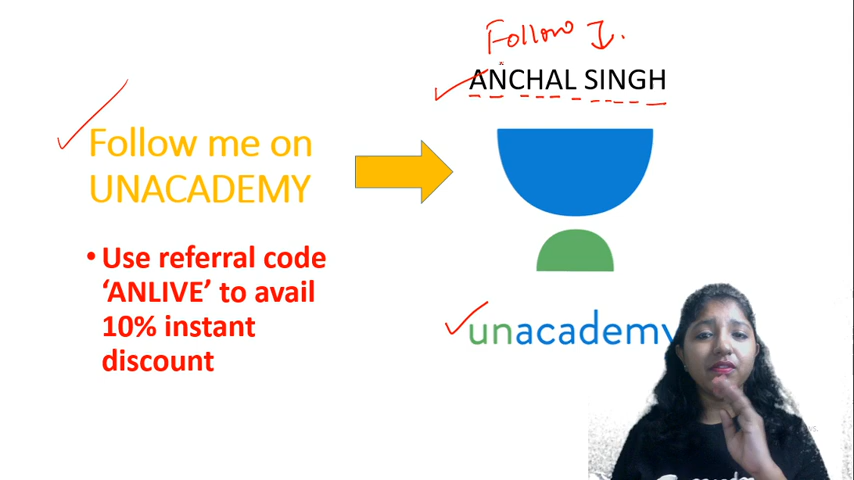 Follow
ANCHAL SINGH
Follow me on
UNACADEMY
• Use referral code
‘ANLIVE’ to avail
10% instant
discount
unacademy